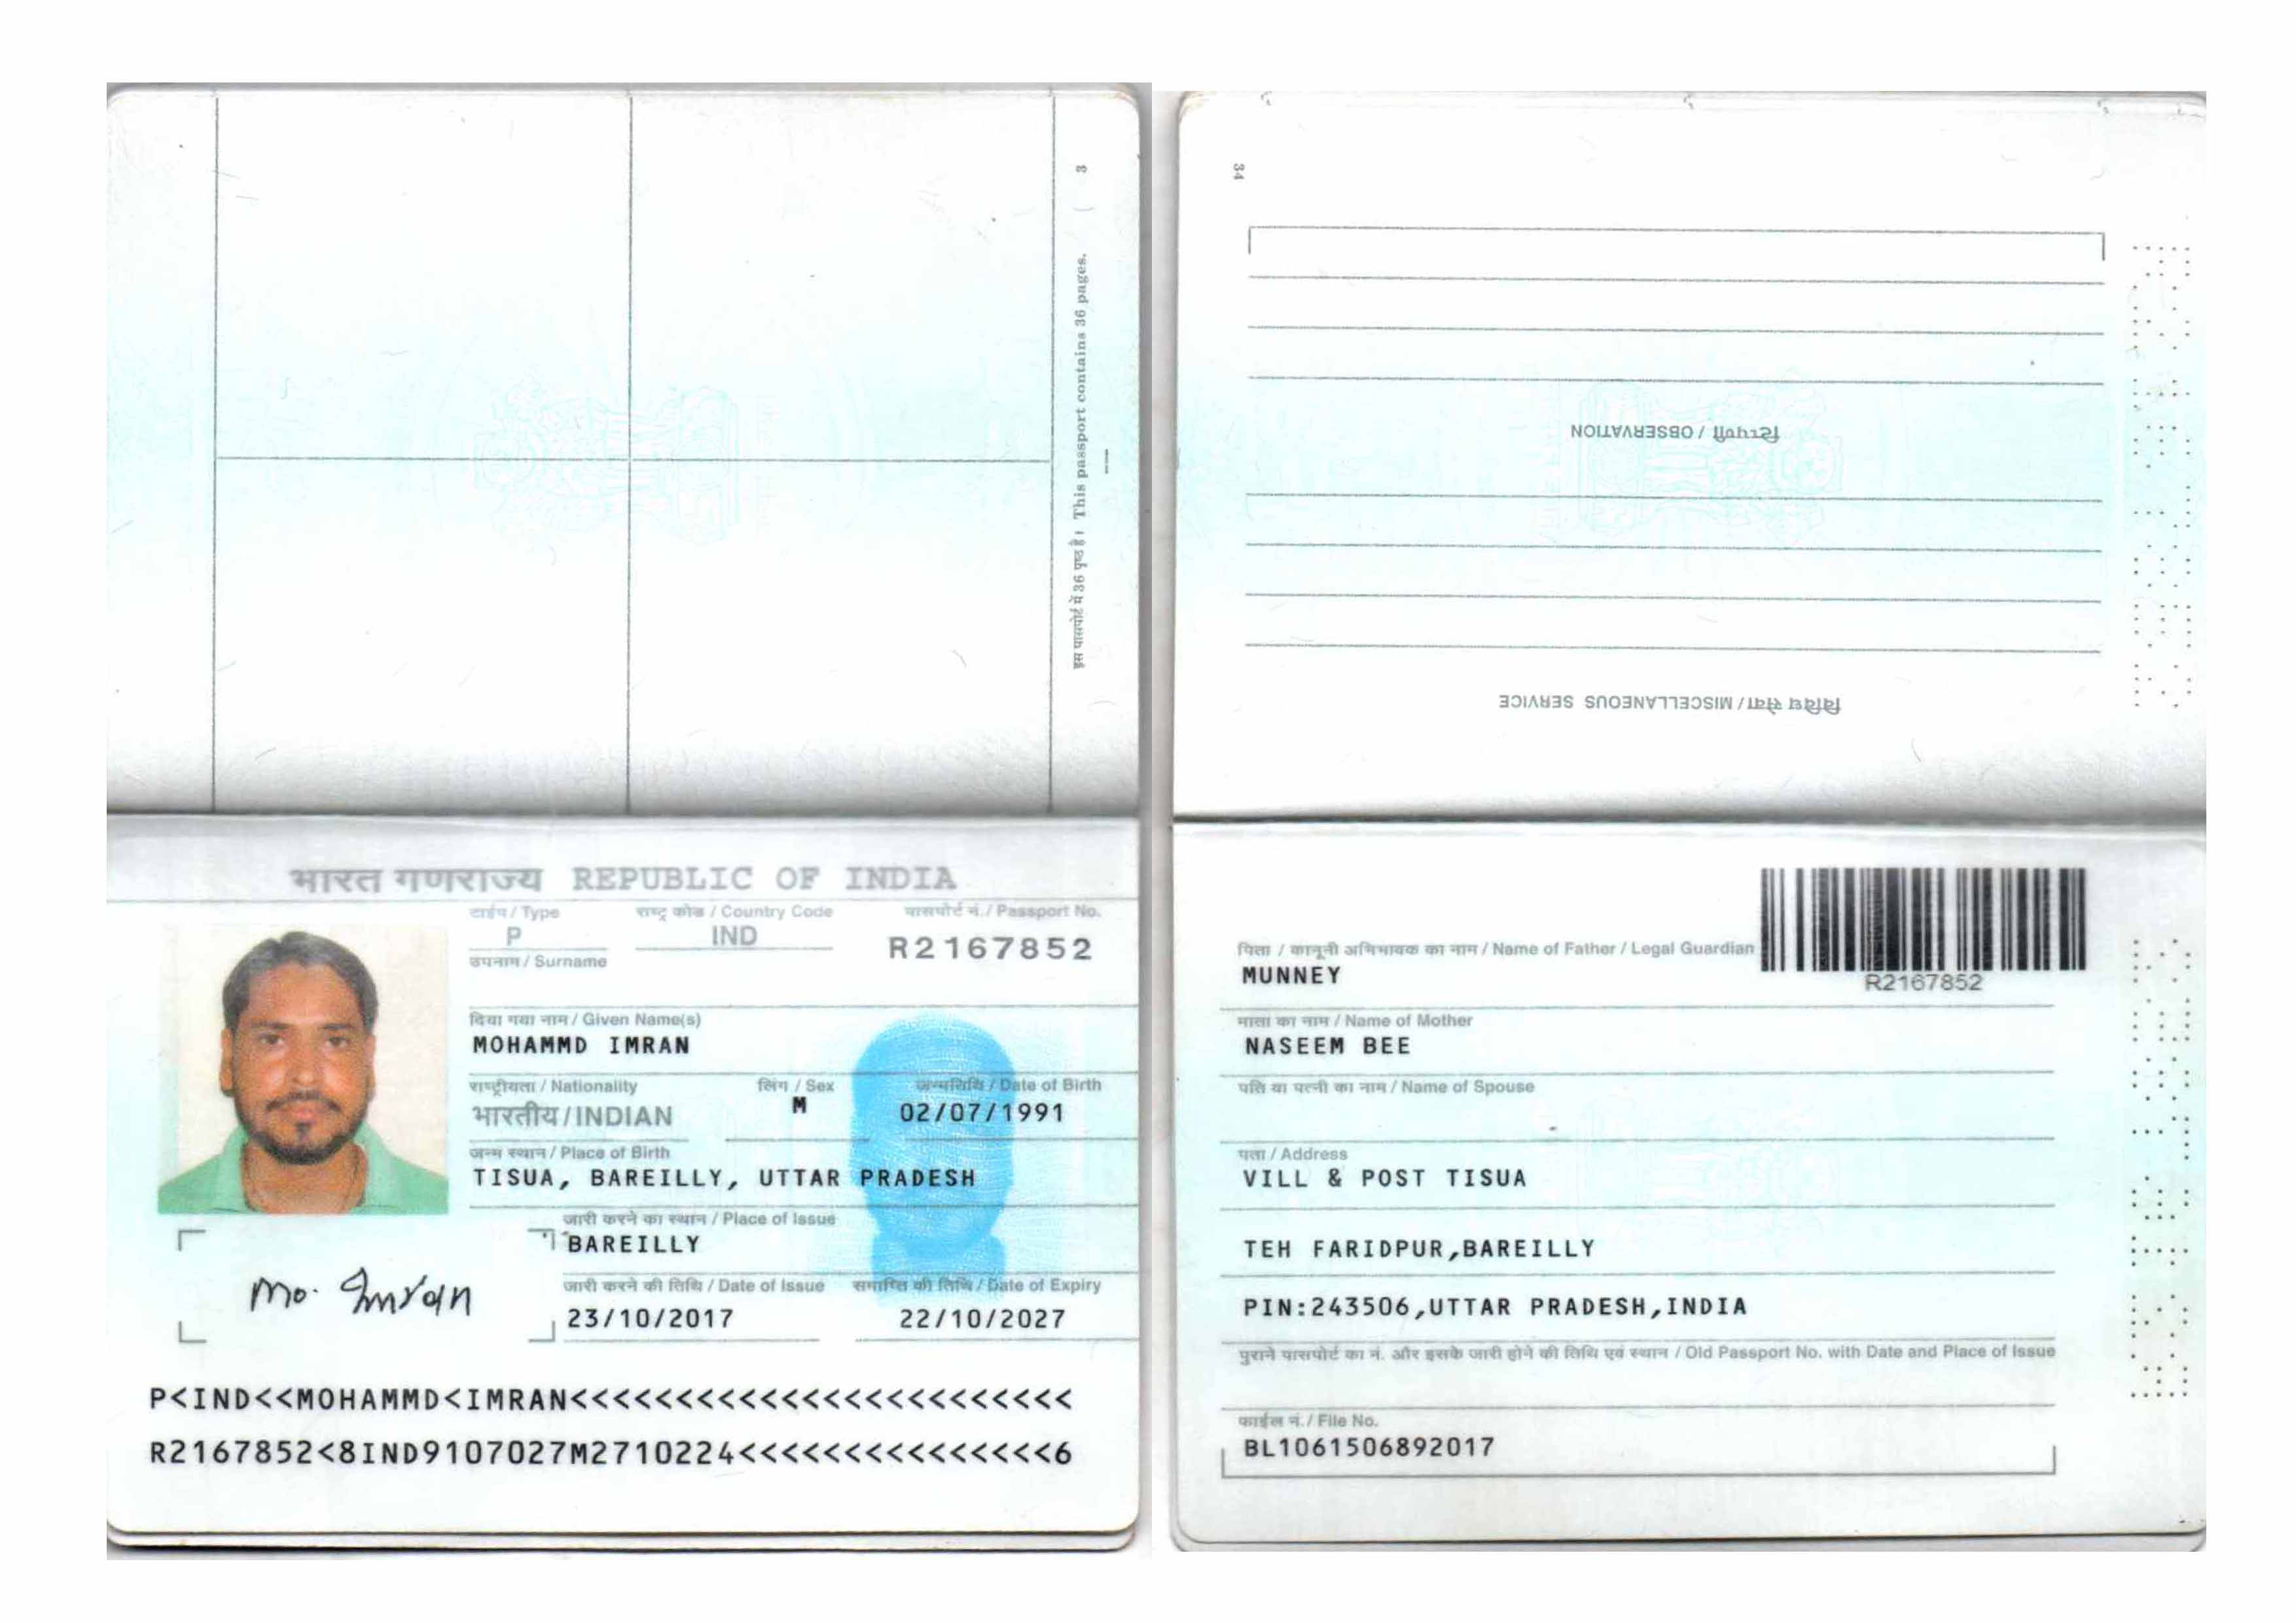 3
इस पासपोर्ट में 36 पृष्ठ है। This passport contains 36 pages.
भारत गणराज्य REPUBLIC OF INDIA
टाईप / Type
राष्ट्र कोड / Country Code
पासपोर्ट नं. / Passport No.
P
IND
R2167852
उपनाम / Surname
दिया गया नाम / Given Name(s)
MOHAMMD IMRAN
राष्ट्रीयता / Nationality
लिंग / Sex
जन्मतिथि / Date of Birth
भारतीय/INDIAN
M
02/07/1991
जन्म स्थान / Place of Birth
TISUA, BAREILLY, UTTAR PRADESH
जारी करने का स्थान / Place of Issue
BAREILLY
Mo. Imran
जारी करने की तिथि / Date of Issue
समाप्ति की तिथि / Date of Expiry
23/10/2017
22/10/2027
P<IND<<MOHAMMD<IMRAN<<<<<<<<<<<<<<<<<<<<<<<<
R2167852<8IND9107027M2710224<<<<<<<<<<<<<<<6
34
टिप्पणी / OBSERVATION
विविध सेवा / MISCELLANEOUS SERVICE
पिता / कानूनी अभिभावक का नाम / Name of Father / Legal Guardian
MUNNEY
R2167852
माता का नाम / Name of Mother
NASEEM BEE
पति या पत्नी का नाम / Name of Spouse
पता / Address
VILL & POST TISUA
TEH FARIDPUR,BAREILLY
PIN:243506,UTTAR PRADESH,INDIA
पुराने पासपोर्ट का नं. और इसके जारी होने की तिथि एवं स्थान / Old Passport No. with Date and Place of Issue
फाईल नं. / File No.
BL1061506892017